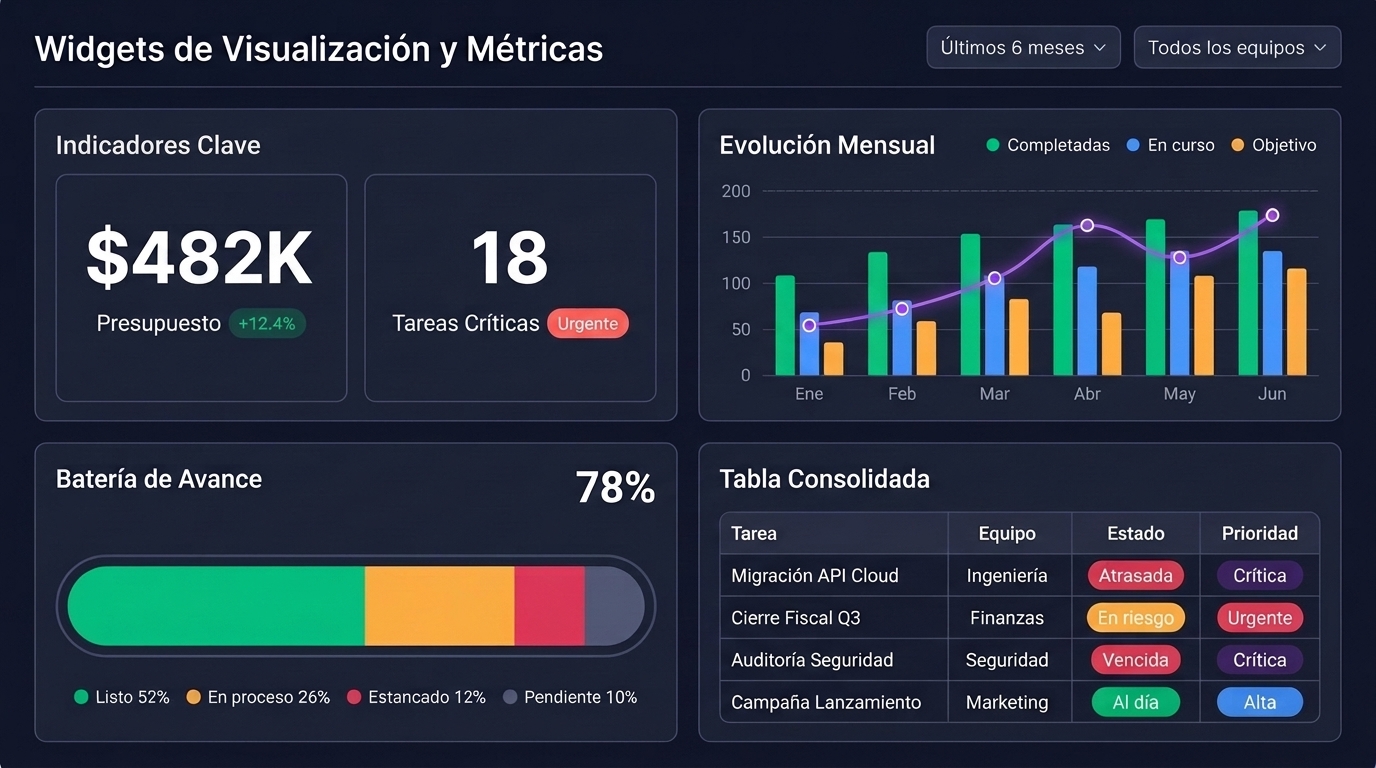 Widgets de Visualización y Métricas
Últimos 6 meses
Todos los equipos
Indicadores Clave
$482K
Presupuesto +12.4%
18
Tareas Críticas Urgente
Evolución Mensual
Completadas En curso Objetivo
200
150
100
50
0
Ene Feb Mar Abr May Jun
Batería de Avance
78%
Listo 52% En proceso 26% Estancado 12% Pendiente 10%
Tabla Consolidada
Tarea Equipo Estado Prioridad
Migración API Cloud Ingeniería Atrasada Crítica
Cierre Fiscal Q3 Finanzas En riesgo Urgente
Auditoría Seguridad Seguridad Vencida Crítica
Campaña Lanzamiento Marketing Al día Alta